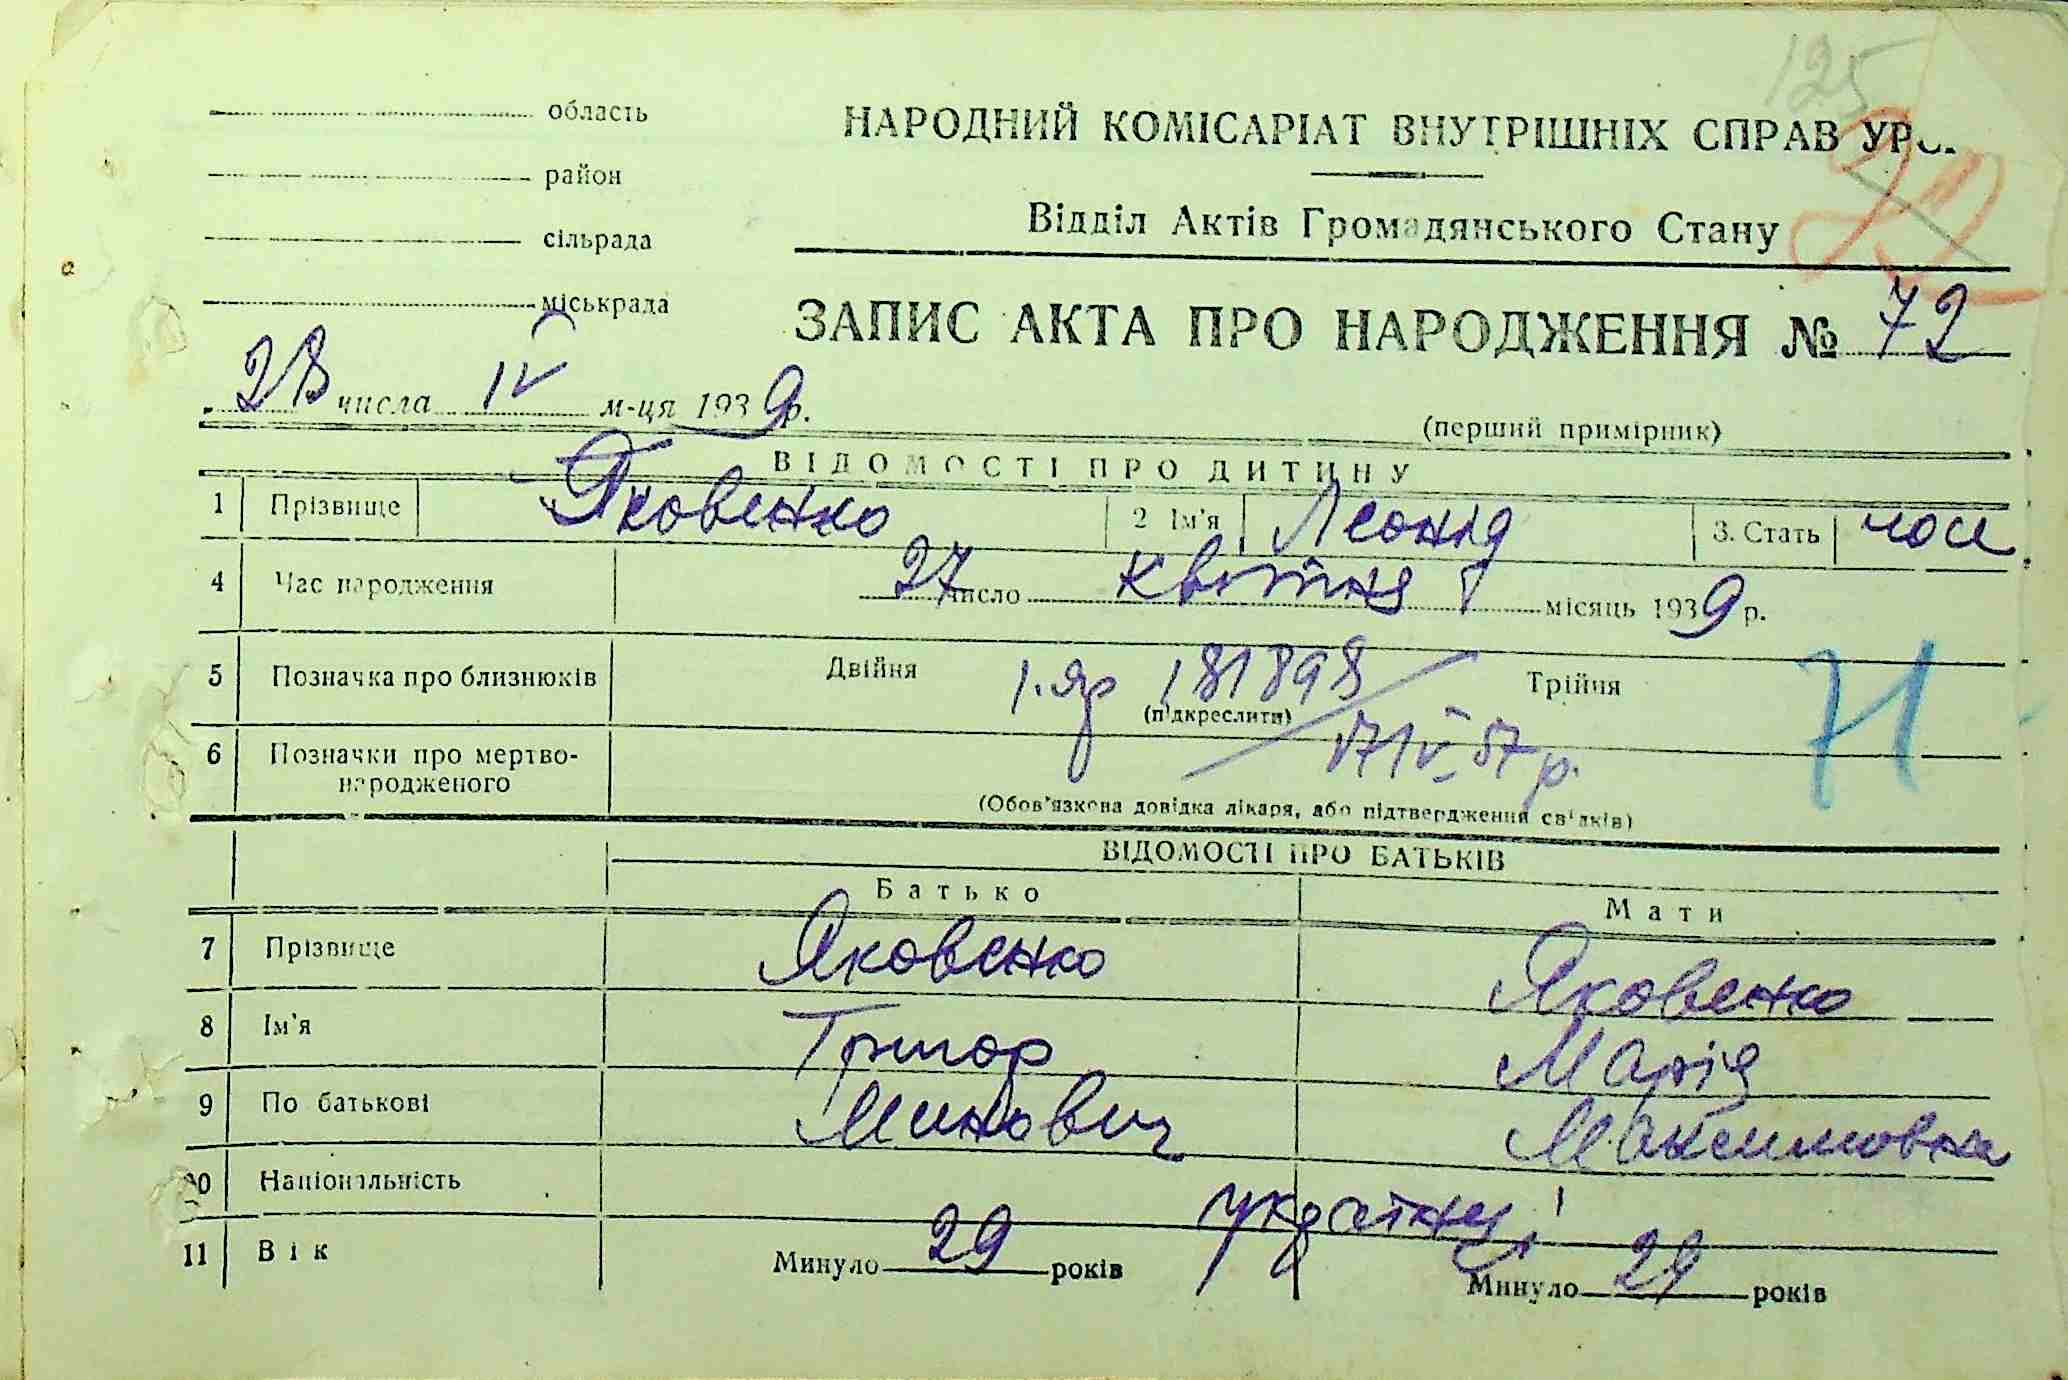 125
область
НАРОДНИЙ КОМІСАРІАТ ВНУТРІШНІХ СПРАВ УРС.
район
Відділ Актів Громадянського Стану
сільрада
міськрада
ЗАПИС АКТА ПРО НАРОДЖЕННЯ № 72
28 числа IV м-ця 1939 р.
(перший примірник)
ВІДОМОСТІ ПРО ДИТИНУ
1 Прізвище Яковенко 2 Ім'я Леонід 3. Стать чол
4 Час народження 27 число квітня місяць 1939 р.
5 Позначка про близнюків Двійня 1.яр 181898 Трійня
(підкреслити)
71
6 Позначки про мертво-
народженого
17 IV 57 р.
(Обов'язкова довідка лікаря, або підтвердження свідків)
ВІДОМОСТІ ПРО БАТЬКІВ
Батько Мати
7 Прізвище Яковенко Яковенко
8 Ім'я Григор Марія
9 По батькові Минович Максимовна
10 Національність українці
11 Вік Минуло 29 років Минуло 29 років